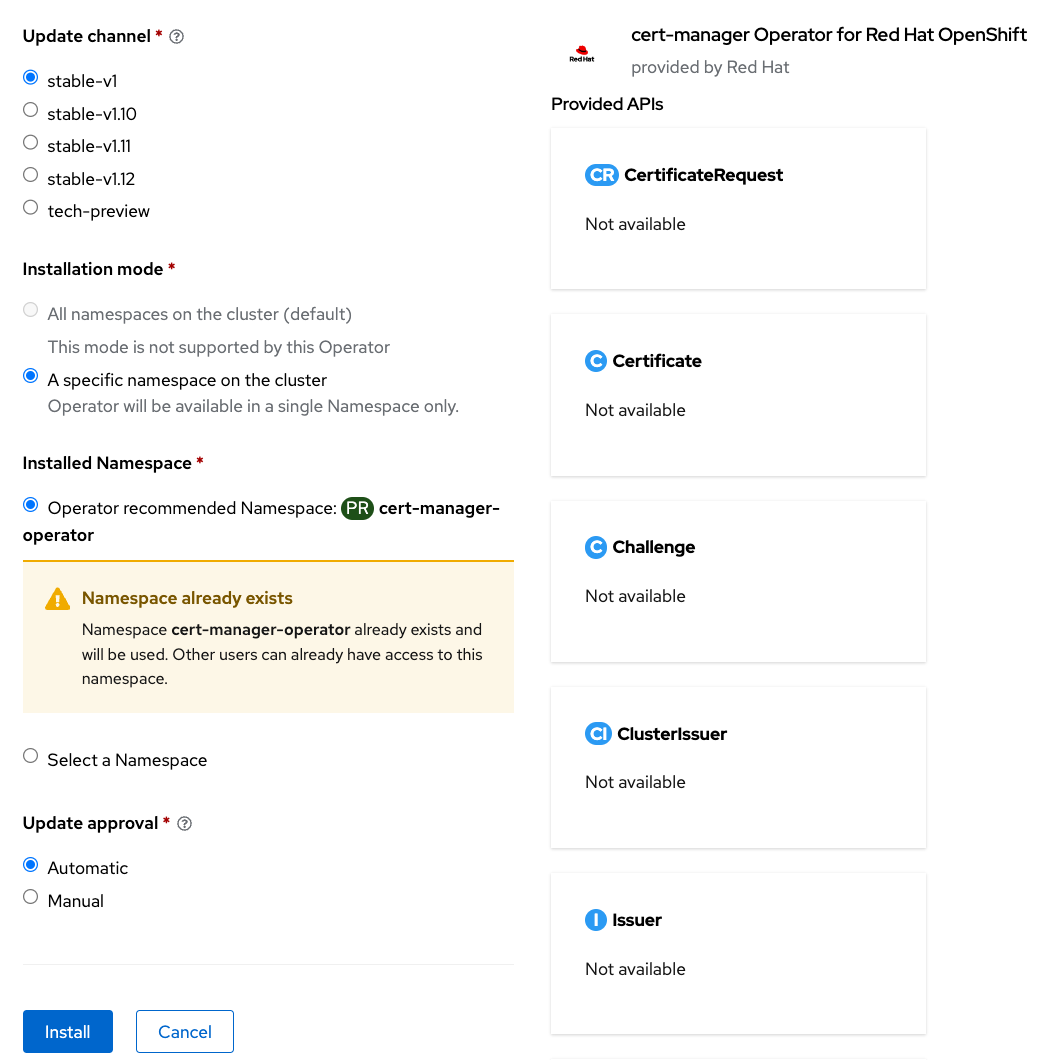 Update channel *
stable-v1
stable-v1.10
stable-v1.11
stable-v1.12
tech-preview
Installation mode *
All namespaces on the cluster (default)
This mode is not supported by this Operator
A specific namespace on the cluster
Operator will be available in a single Namespace only.
Installed Namespace *
Operator recommended Namespace: PR cert-manager-
operator
Namespace already exists
Namespace cert-manager-operator already exists and
will be used. Other users can already have access to this
namespace.
Select a Namespace
Update approval *
Automatic
Manual
Install
Cancel
Red Hat
cert-manager Operator for Red Hat OpenShift
provided by Red Hat
Provided APIs
CR CertificateRequest
Not available
C Certificate
Not available
C Challenge
Not available
CI ClusterIssuer
Not available
I Issuer
Not available